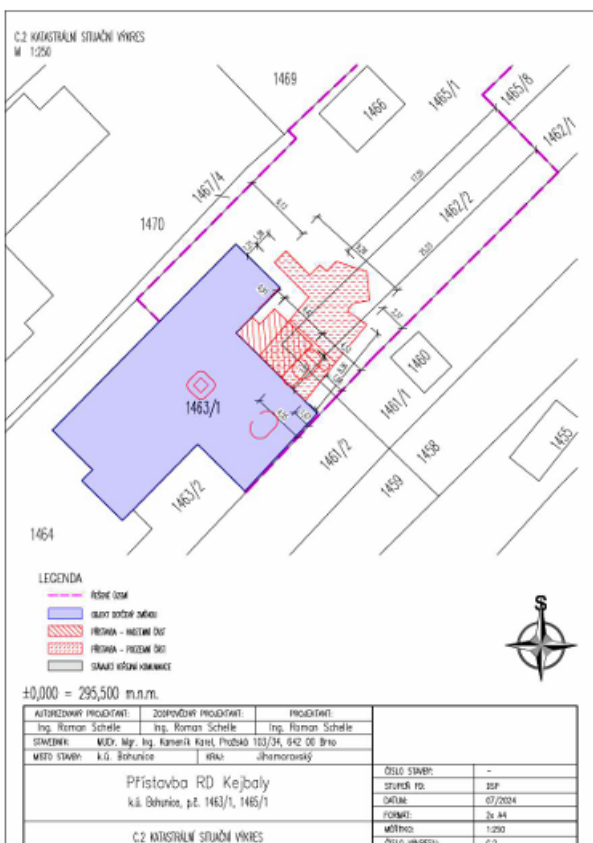 C.2 KATASTRÁLNÍ SITUAČNÍ VÝKRES
M 1:250
1469
1466
1465/1
1465/8
1462/1
1467/4
1462/2
1470
1460
1463/1
1461/1
1461/2
1458
1455
1463/2
1459
1464
LEGENDA
ŘEŠENÉ ÚZEMÍ
OBJEKT DOTČENÝ ZMĚNOU
PŘÍSTAVBA - NADZEMNÍ ČÁST
PŘÍSTAVBA - PODZEMNÍ ČÁST
S
±0,000 = 295,500 m.n.m.
AUTORIZOVANÝ PROJEKTANT: ZODPOVĚDNÝ PROJEKTANT: PROJEKTANT:
Ing. Roman Schelle Ing. Roman Schelle Ing. Roman Schelle
STAVEBNÍK: MUDr. Mgr. Ing. Kameník Karel, Pražská 103/34, 642 00 Brno
MÍSTO STAVBY: k.ú. Bohunice KRAJ: Jihomoravský
Přístavba RD Kejbaly
k.ú. Bohunice, p.č. 1463/1, 1465/1
C.2 KATASTRÁLNÍ SITUAČNÍ VÝKRES
ČÍSLO STAVBY: -
STUPEŇ PD: DSP
DATUM: 07/2024
FORMÁT: 2x A4
MĚŘÍTKO: 1:250
ČÍSLO VÝKRESU: C.2